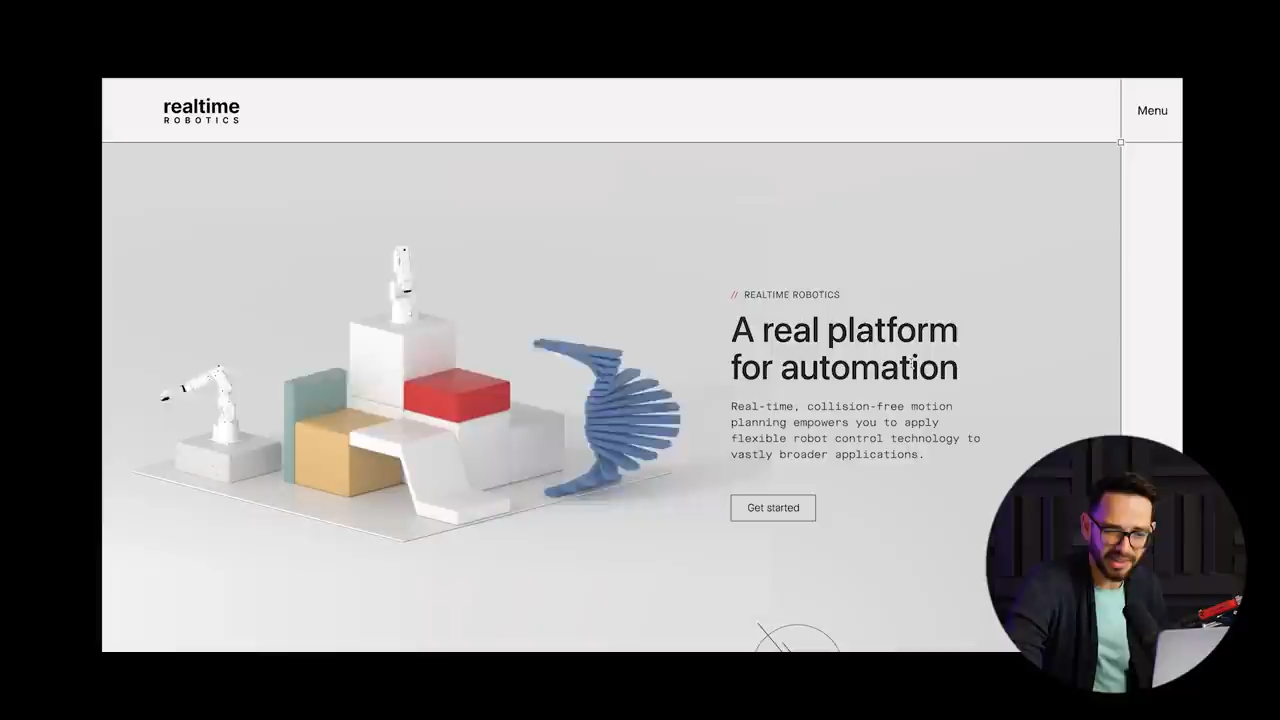 realtime
ROBOTICS
Menu
// REALTIME ROBOTICS
A real platform
for automation
Real-time, collision-free motion
planning empowers you to apply
flexible robot control technology to
vastly broader applications.
Get started